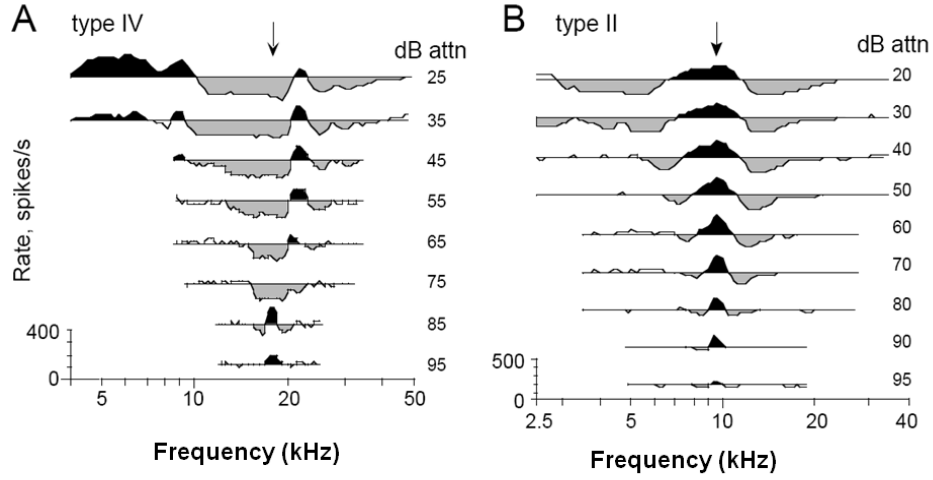 A type IV
dB attn
25
35
45
55
65
75
85
95
Rate, spikes/s
400
0
5 10 20 50
Frequency (kHz)
B type II
dB attn
20
30
40
50
60
70
80
90
95
500
0
2.5 5 10 20 40
Frequency (kHz)